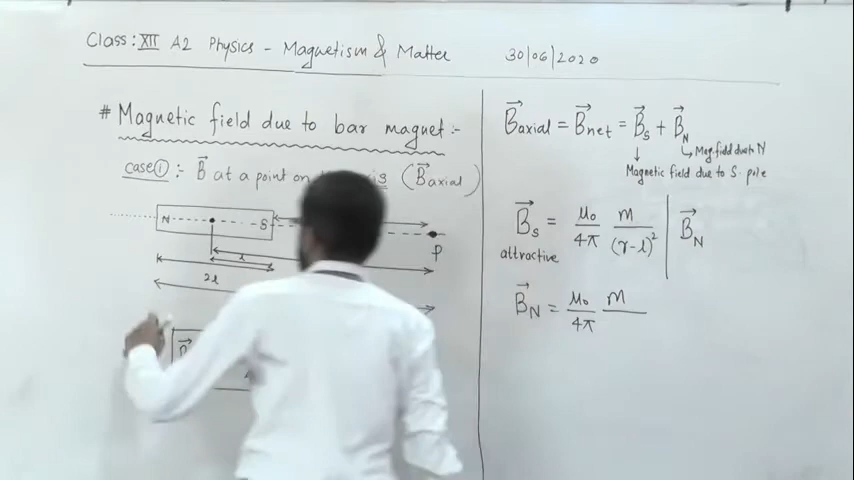 Class: XII A2 Physics - Magnetism & Matter 30/06/2020
# Magnetic field due to bar magnet :-
case ① :- B⃗ at a point on (B⃗axial)
N S
P
l
2l
B⃗axial = B⃗net = B⃗S + B⃗N
↳ Mag. field due to N
↓
Magnetic field due to S-pole
B⃗S = μ₀/4π m/(r-l)² | B⃗N
attractive
B⃗N = μ₀/4π m/